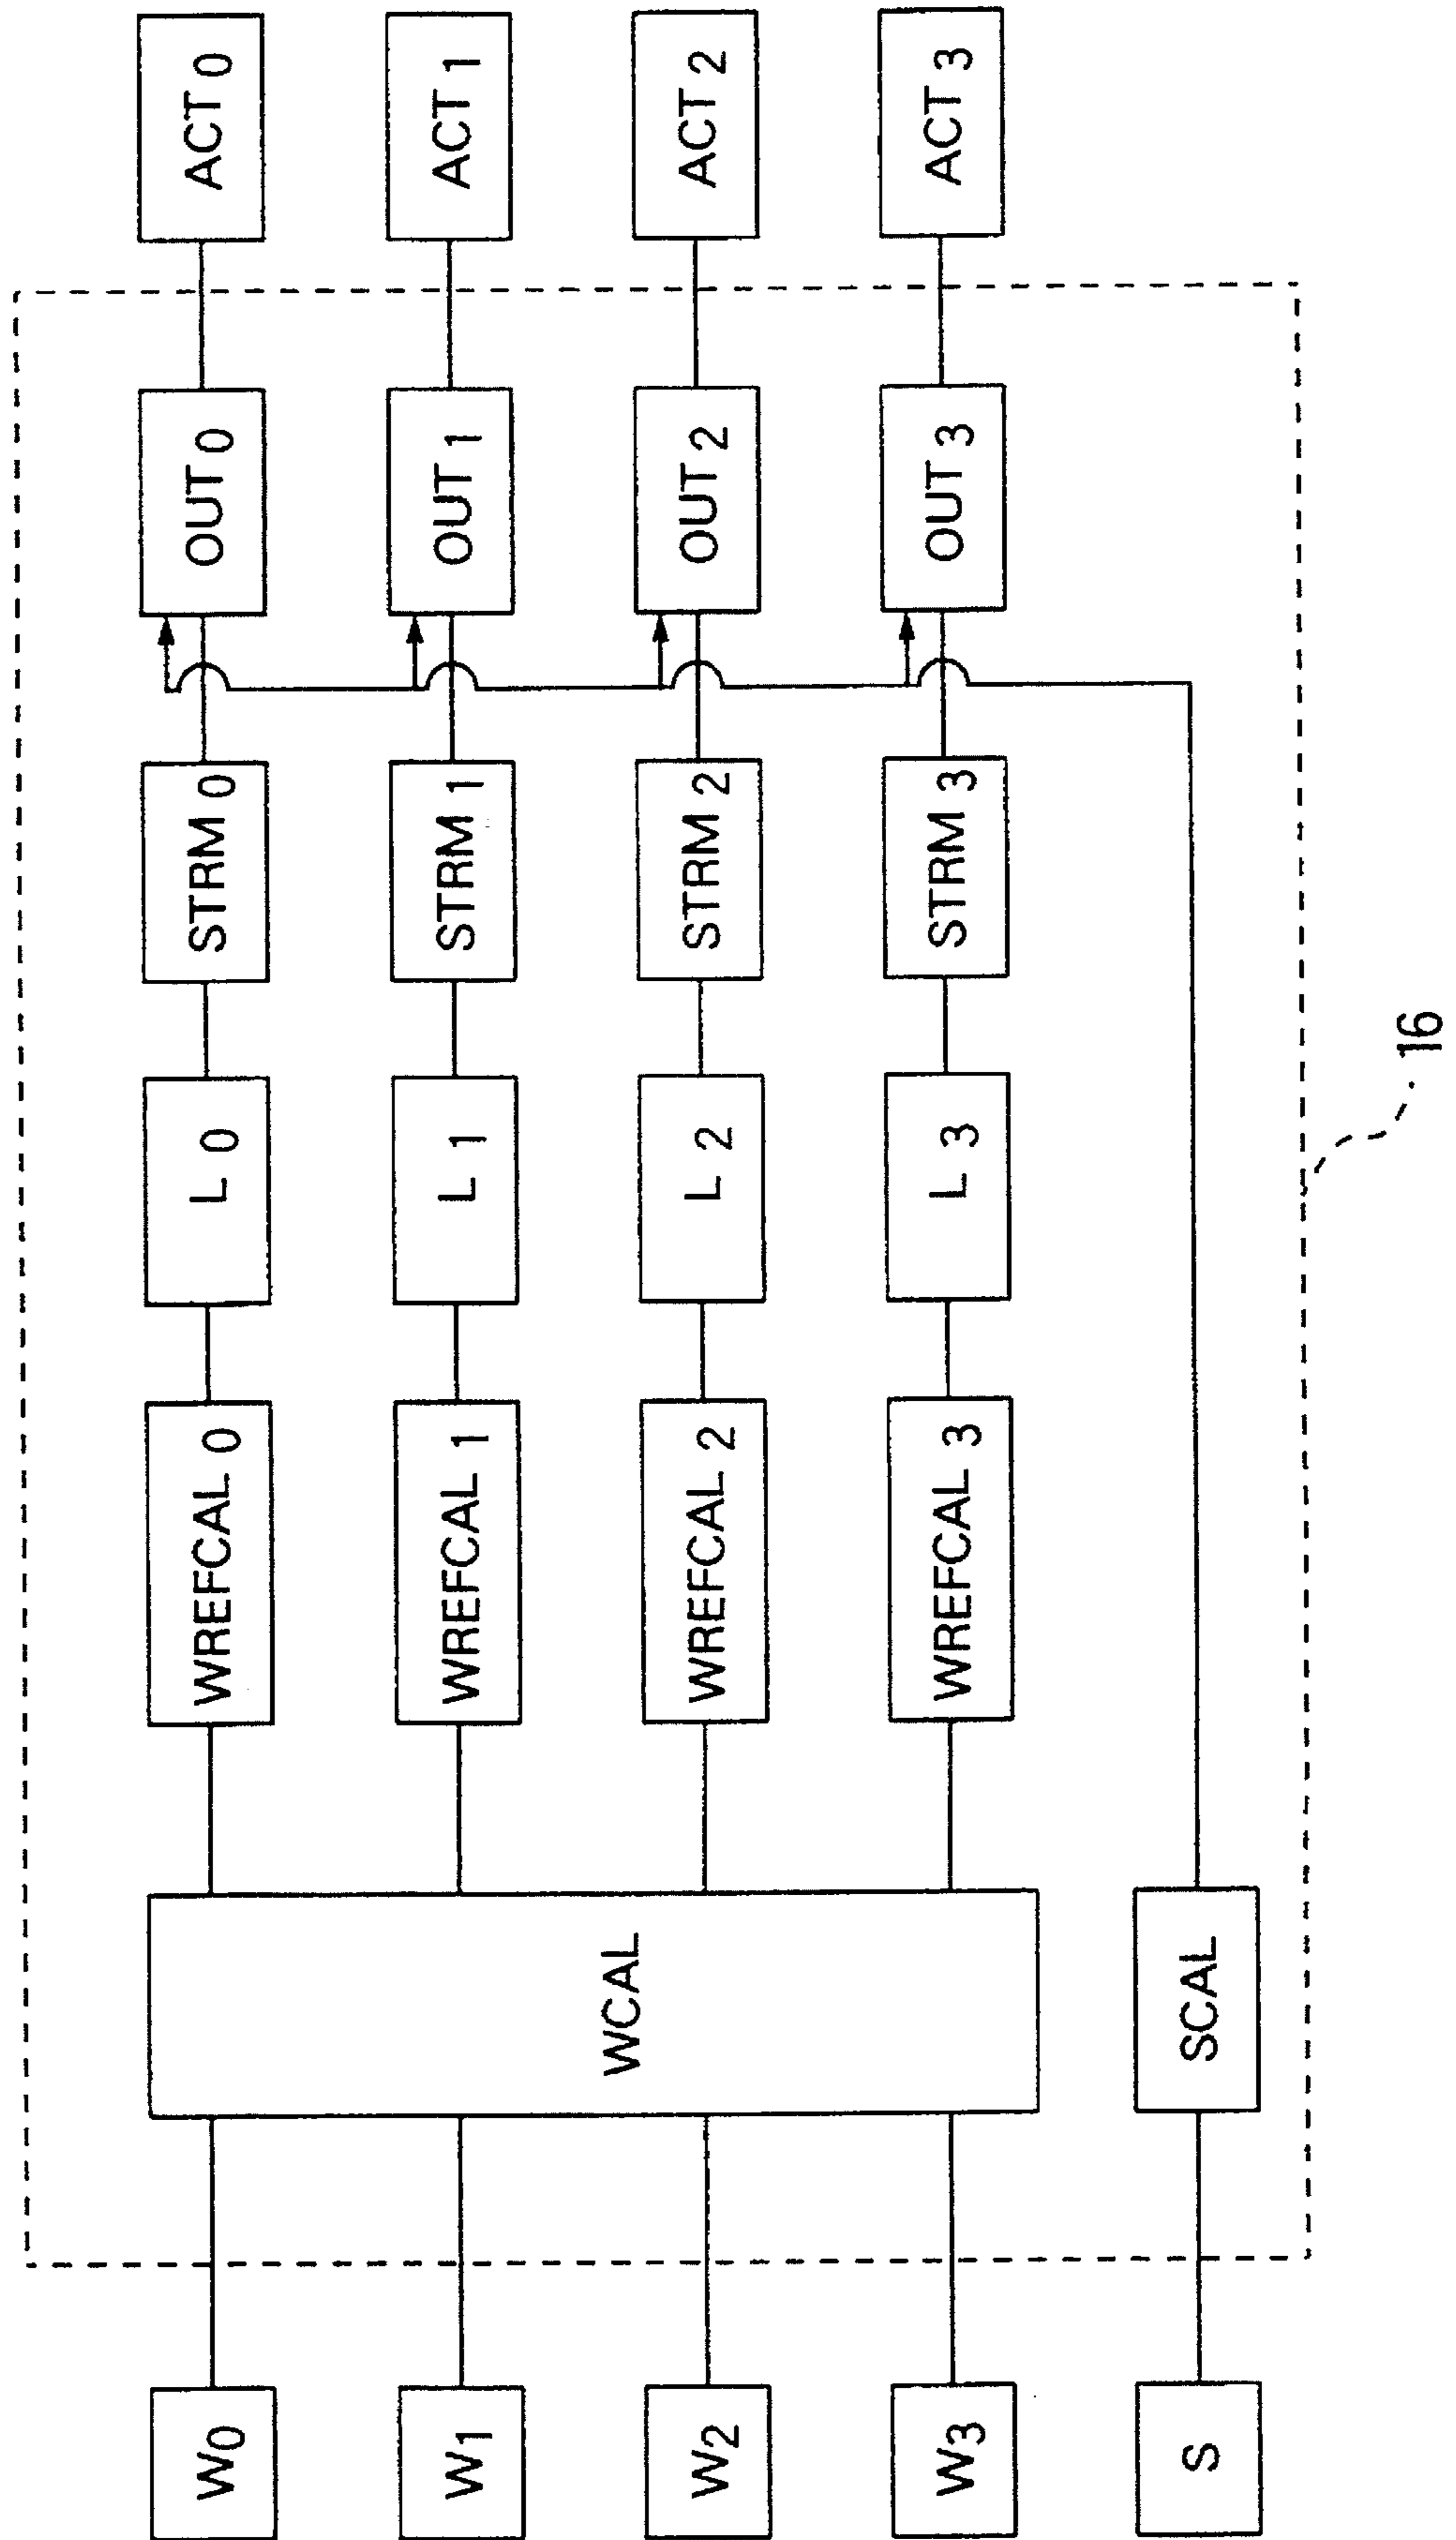 W0 WREFCAL 0 L 0 STRM 0 OUT 0 ACT 0
W1 WREFCAL 1 L 1 STRM 1 OUT 1 ACT 1
WCAL
W2 WREFCAL 2 L 2 STRM 2 OUT 2 ACT 2
W3 WREFCAL 3 L 3 STRM 3 OUT 3 ACT 3
S SCAL
16